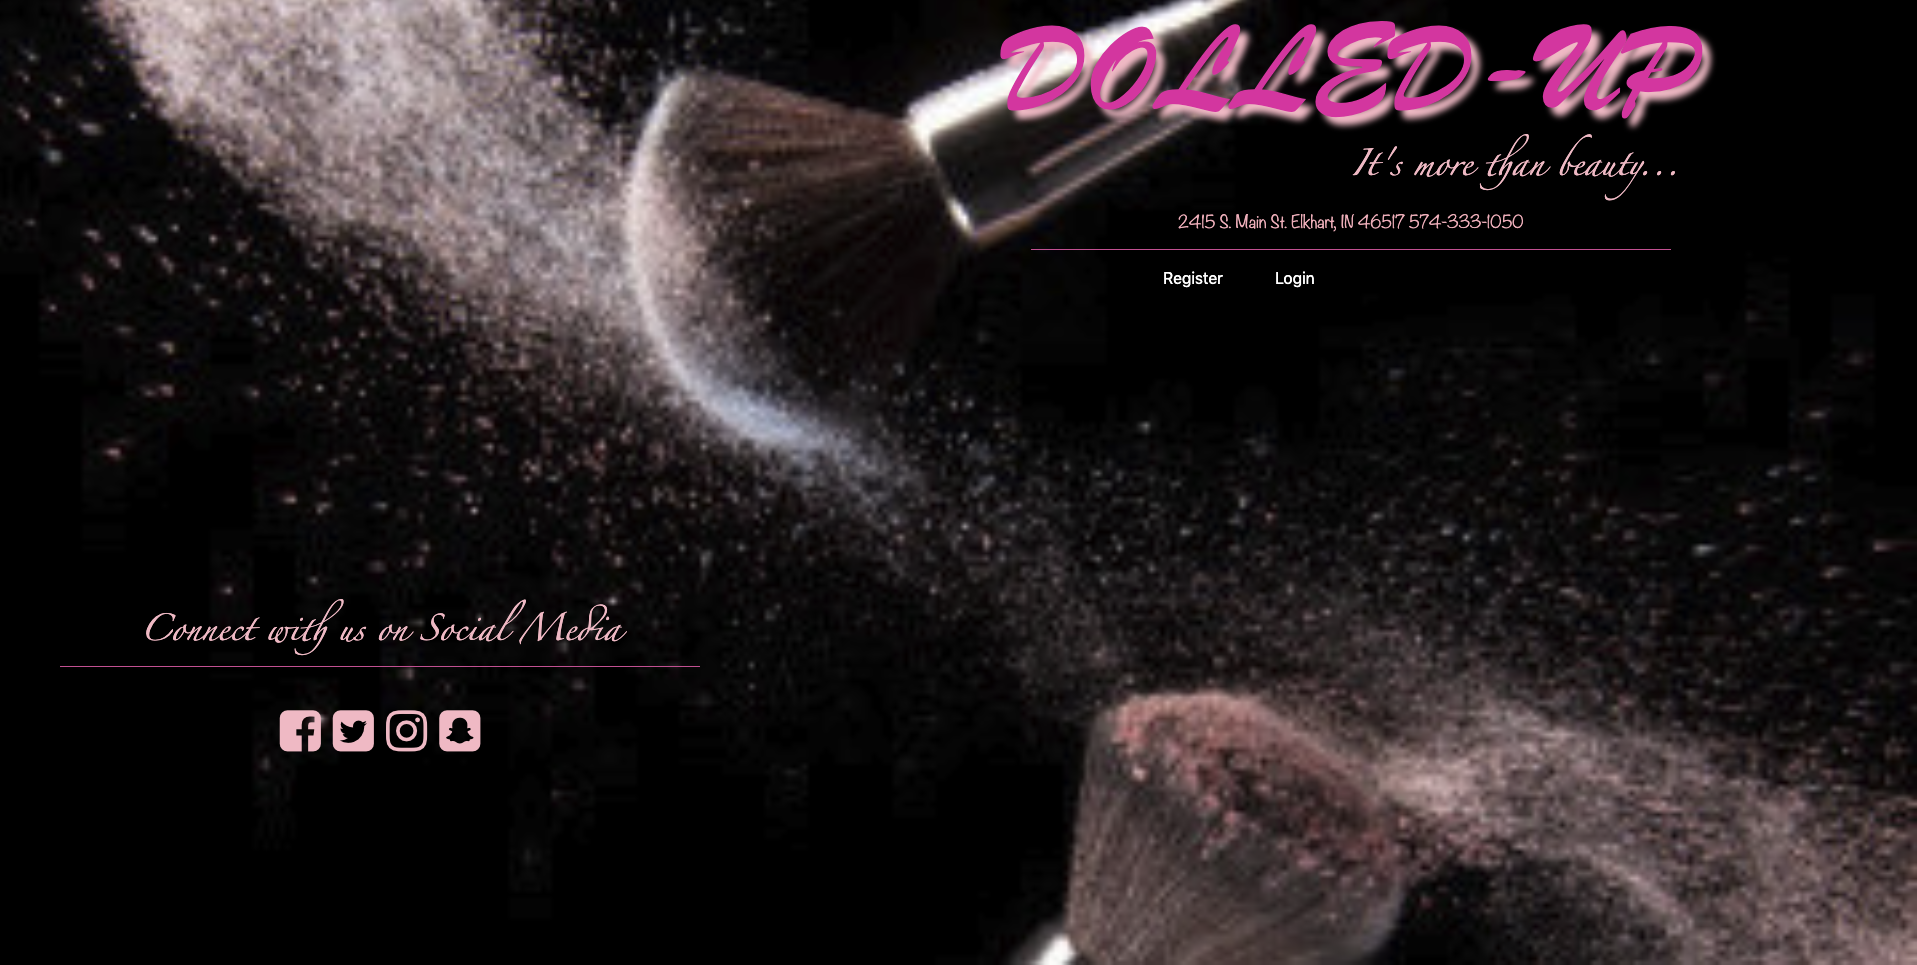 DOLLED-UP
It's more than beauty...
2415 S. Main St. Elkhart, IN 46517 574-333-1050
Register Login
Connect with us on Social Media